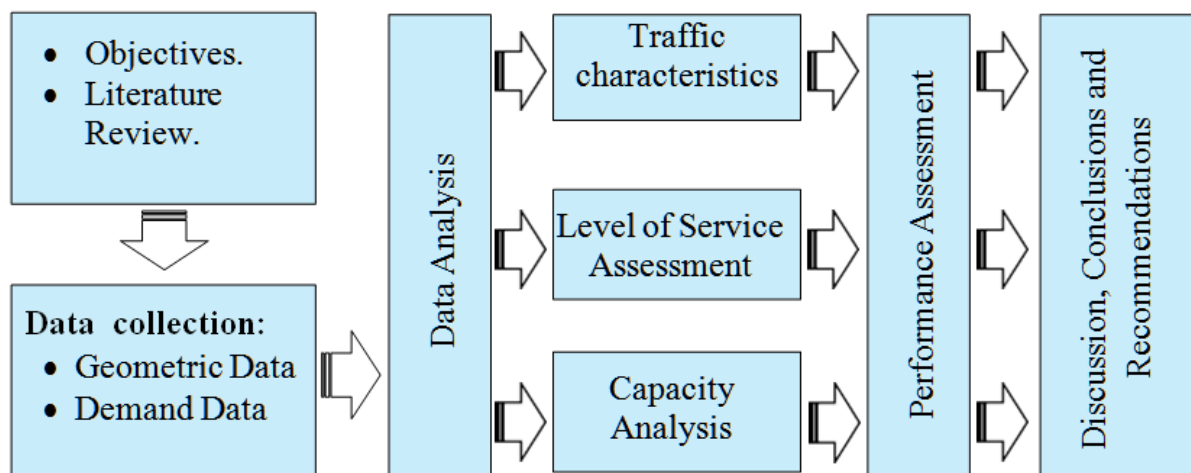 • Objectives.
• Literature
Review.
Data collection:
• Geometric Data
• Demand Data
Data Analysis
Traffic
characteristics
Level of Service
Assessment
Capacity
Analysis
Performance Assessment
Discussion, Conclusions and
Recommendations